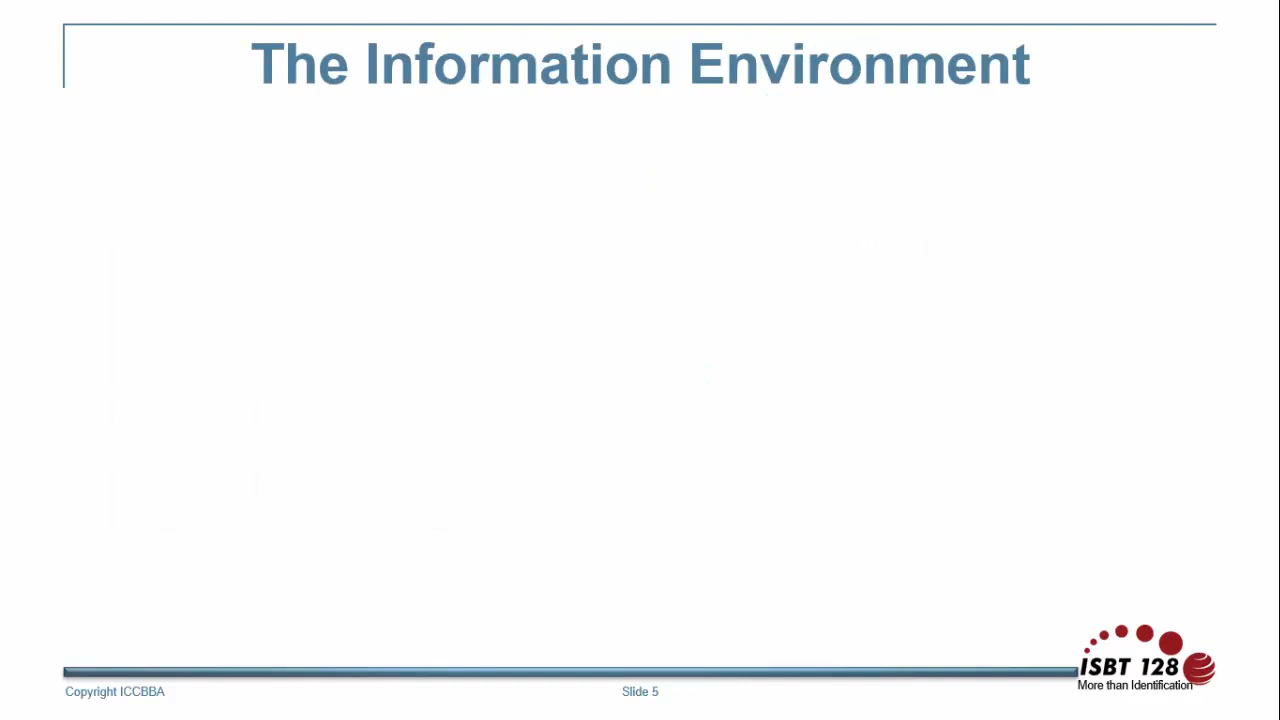 The Information Environment
ISBT 128
More than Identification
Copyright ICCBBA
Slide 5